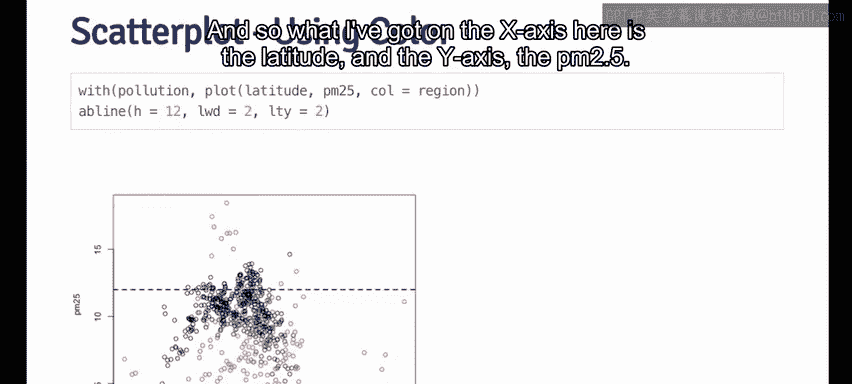 Scatterplot - Using Color
And so what I've got on the X-axis here is
the latitude, and the Y-axis, the pm2.5.
with(pollution, plot(latitude, pm25, col = region))
abline(h = 12, lwd = 2, lty = 2)
15
10
pm25